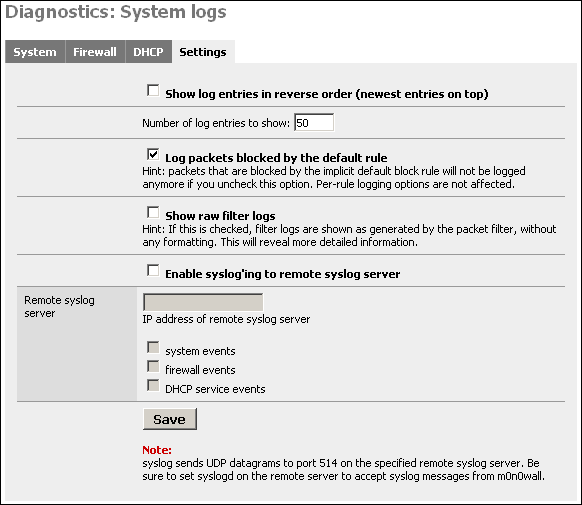 Diagnostics: System logs
System Firewall DHCP Settings
Show log entries in reverse order (newest entries on top)
Number of log entries to show: 50
Log packets blocked by the default rule
Hint: packets that are blocked by the implicit default block rule will not be logged
anymore if you uncheck this option. Per-rule logging options are not affected.
Show raw filter logs
Hint: If this is checked, filter logs are shown as generated by the packet filter, without
any formatting. This will reveal more detailed information.
Enable syslog'ing to remote syslog server
Remote syslog
server
IP address of remote syslog server
system events
firewall events
DHCP service events
Save
Note:
syslog sends UDP datagrams to port 514 on the specified remote syslog server. Be
sure to set syslogd on the remote server to accept syslog messages from m0n0wall.